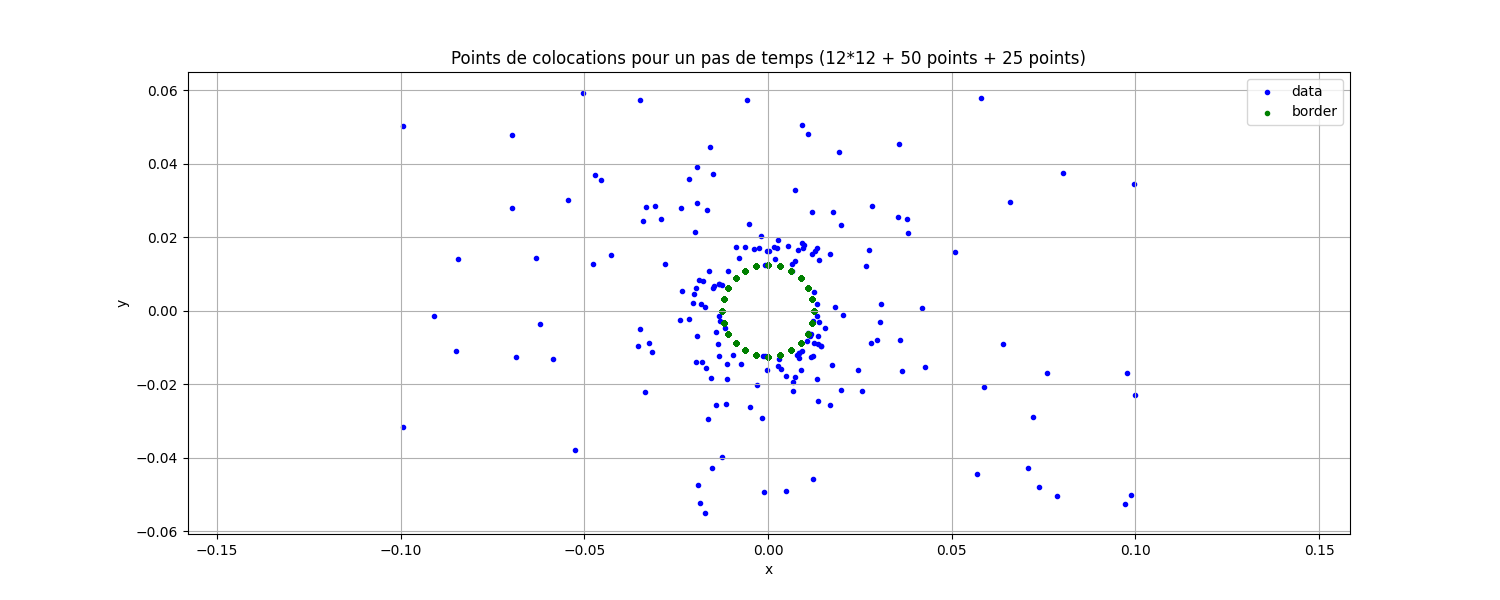 Points de colocations pour un pas de temps (12*12 + 50 points + 25 points)
data
border
0.06
0.04
0.02
0.00
−0.02
−0.04
−0.06
y
−0.15
−0.10
−0.05
0.00
0.05
0.10
0.15
x